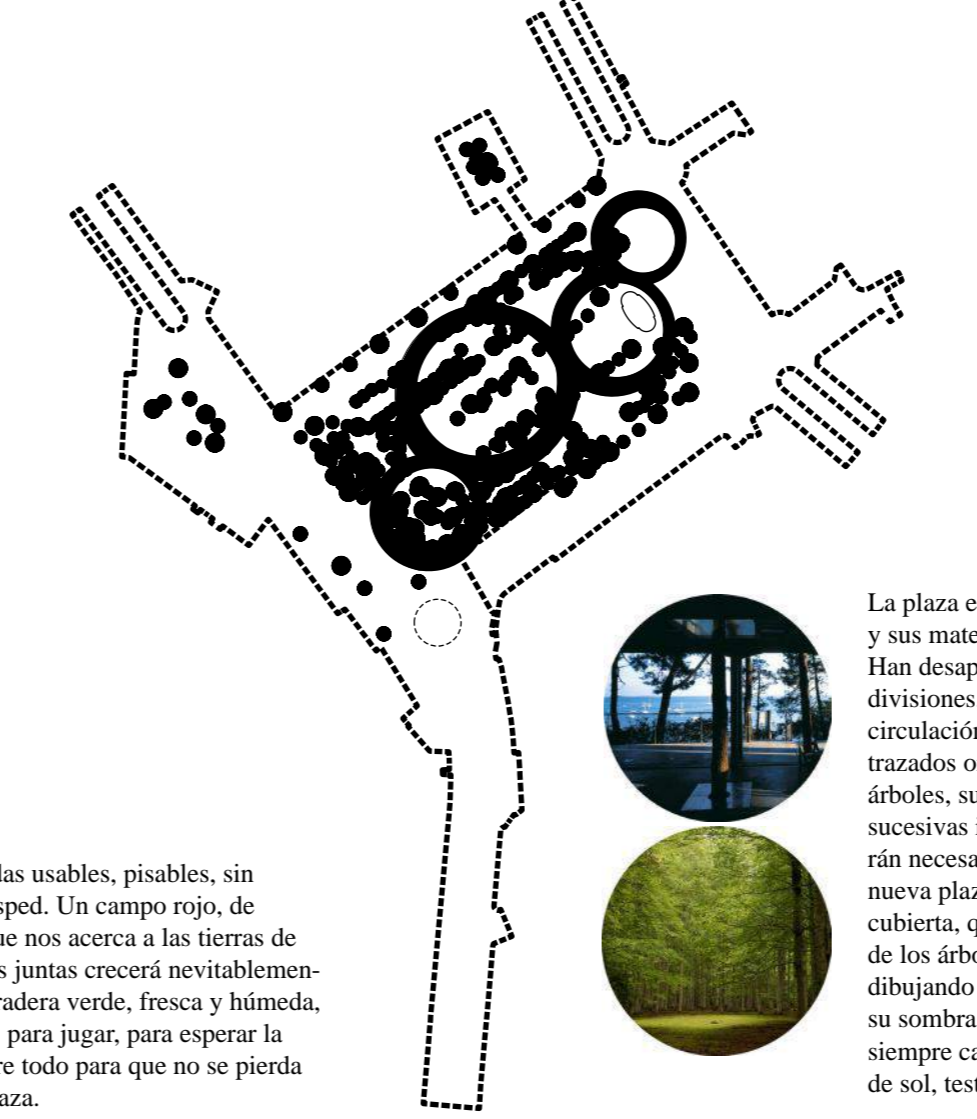 las usables, pisables, sin
sped. Un campo rojo, de
ue nos acerca a las tierras de
s juntas crecerá nevitablemen-
radera verde, fresca y húmeda,
para jugar, para esperar la
re todo para que no se pierda
aza.
La plaza e
y sus mate
Han desap
divisiones
circulación
trazados o
árboles, su
sucesivas i
rán necesa
nueva plaz
cubierta, q
de los árbo
dibujando
su sombra
siempre ca
de sol, test